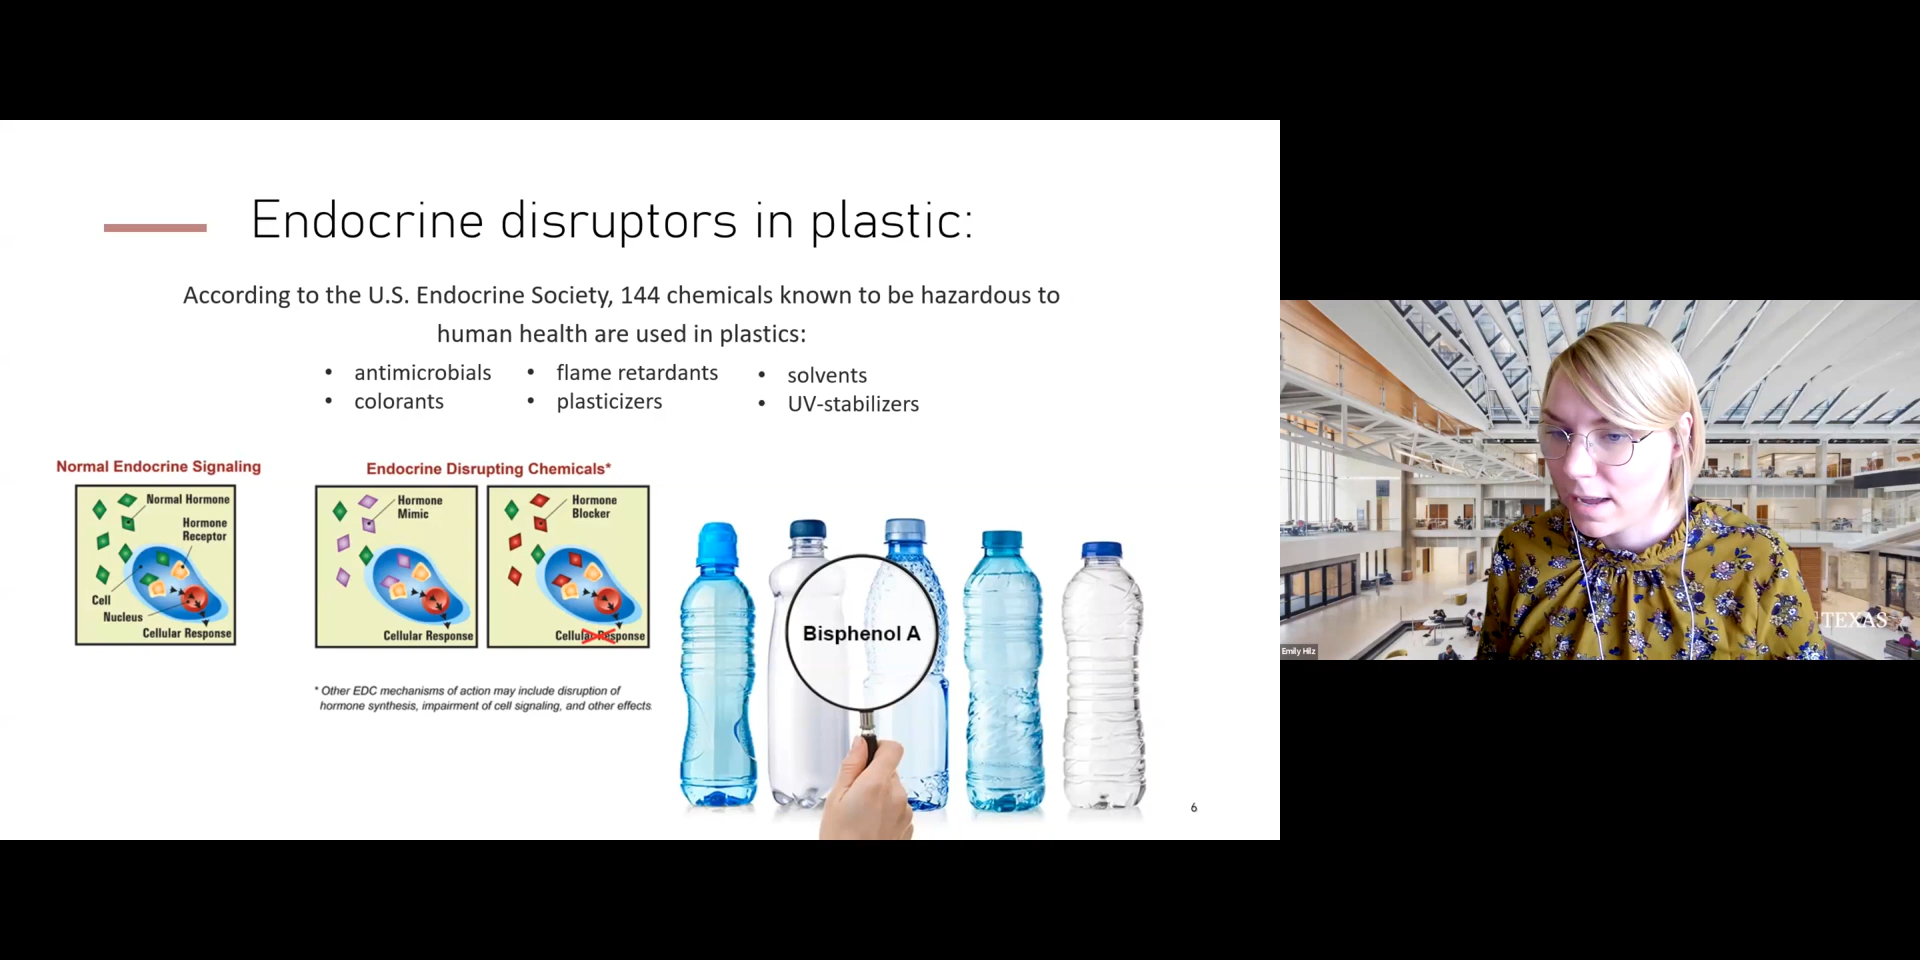 Endocrine disruptors in plastic:
According to the U.S. Endocrine Society, 144 chemicals known to be hazardous to
human health are used in plastics:
• antimicrobials
• colorants
• flame retardants
• plasticizers
• solvents
• UV-stabilizers
Normal Endocrine Signaling
Normal Hormone
Hormone
Receptor
Cell
Nucleus
Cellular Response
Endocrine Disrupting Chemicals*
Hormone
Mimic
Cellular Response
Hormone
Blocker
Cellular Response
* Other EDC mechanisms of action may include disruption of
hormone synthesis, impairment of cell signaling, and other effects.
Bisphenol A
6
TEXAS
Emily Hilz